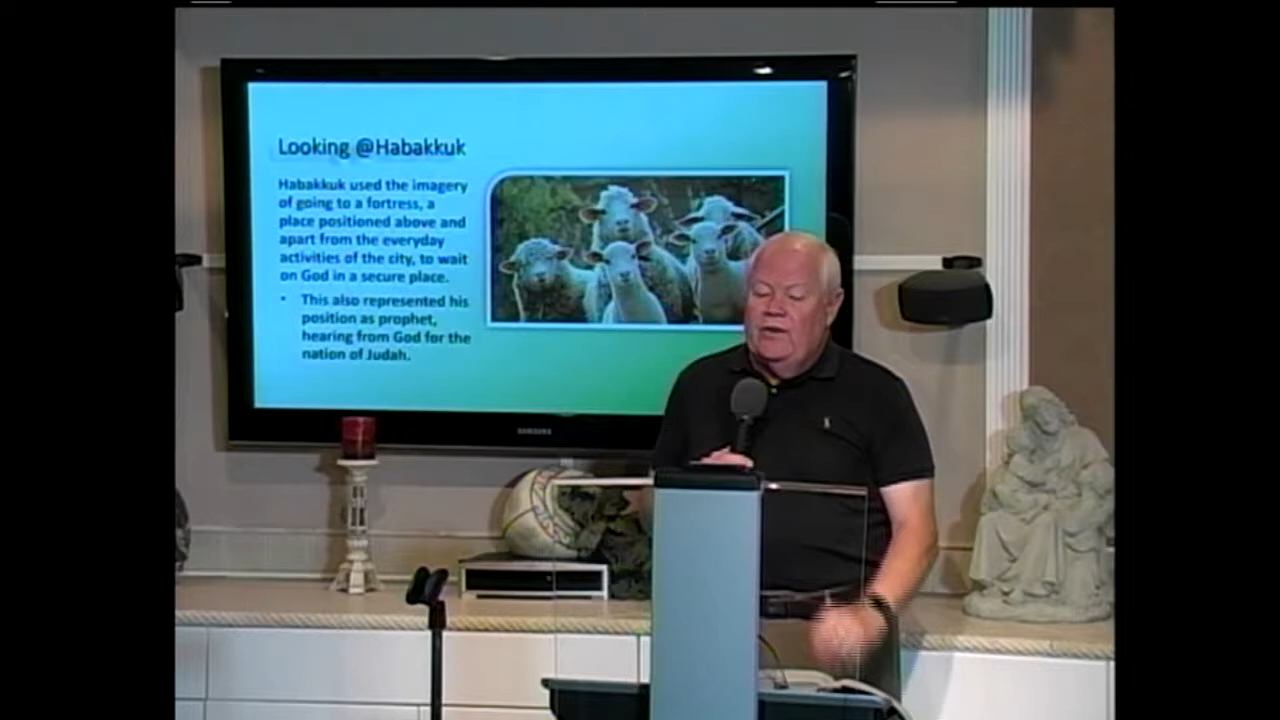 Looking @Habakkuk
Habakkuk used the imagery
of going to a fortress, a
place positioned above and
apart from the everyday
activities of the city, to wait
on God in a secure place.
• This also represented his
position as prophet,
hearing from God for the
nation of Judah.
SAMSUNG